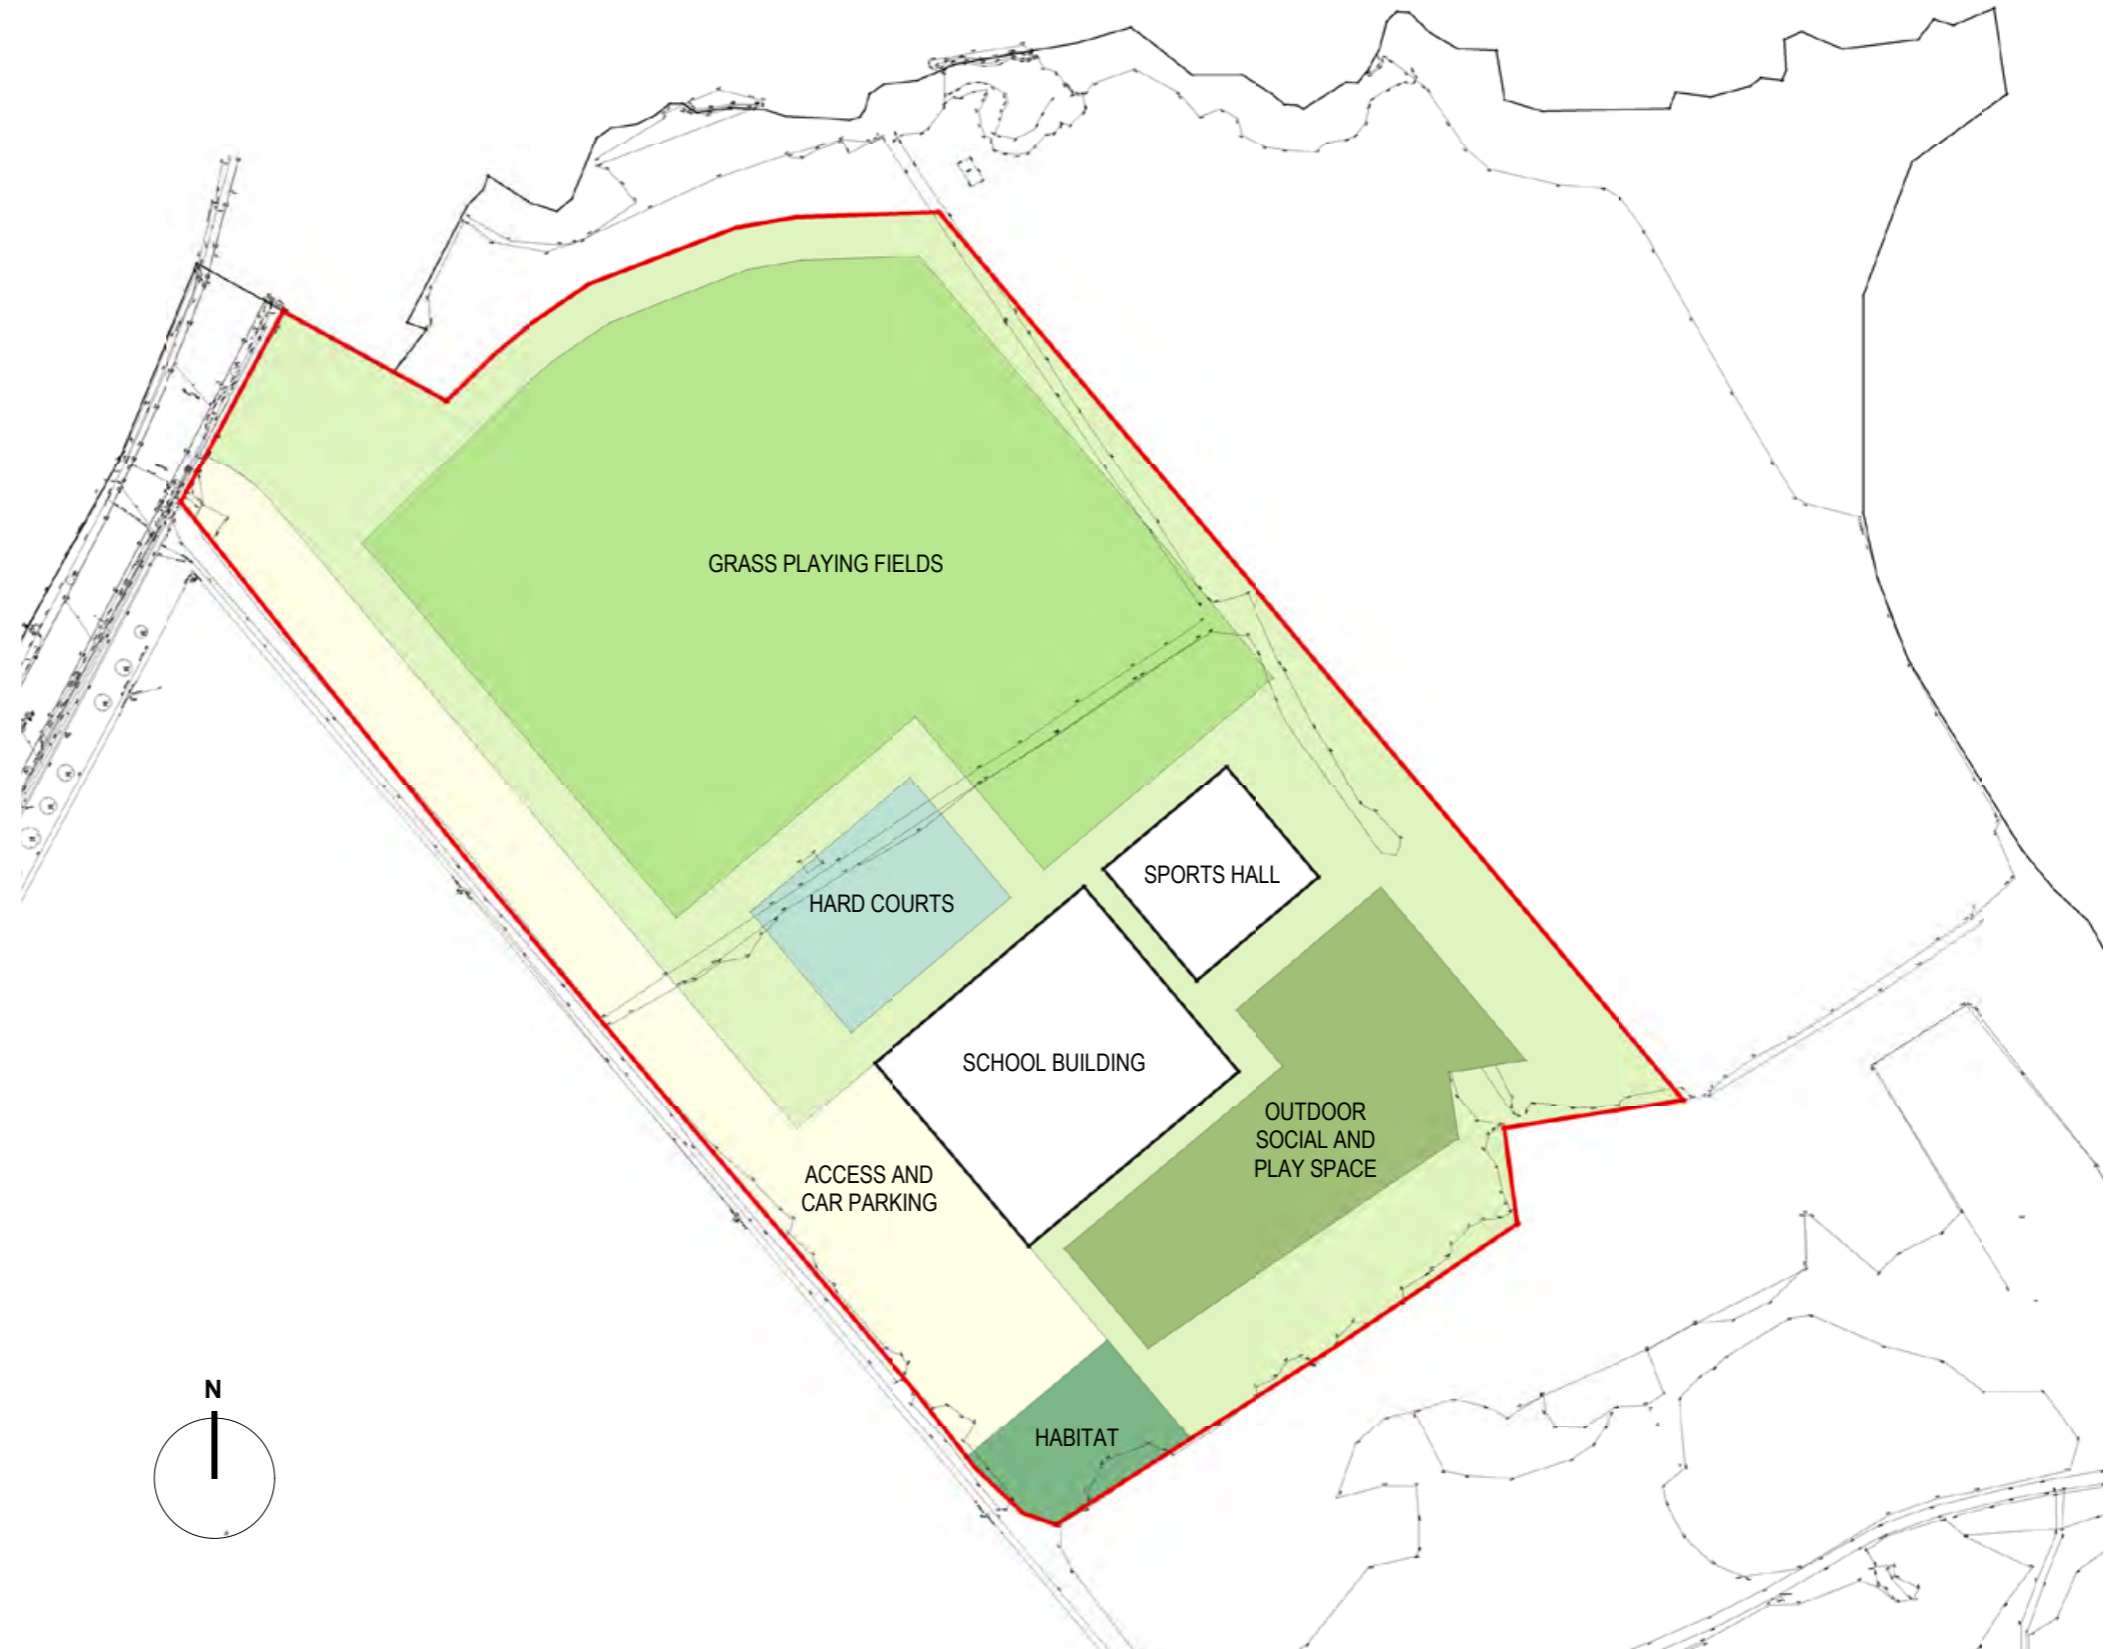 GRASS PLAYING FIELDS
SPORTS HALL
HARD COURTS
SCHOOL BUILDING
OUTDOOR
SOCIAL AND
PLAY SPACE
ACCESS AND
CAR PARKING
N
HABITAT